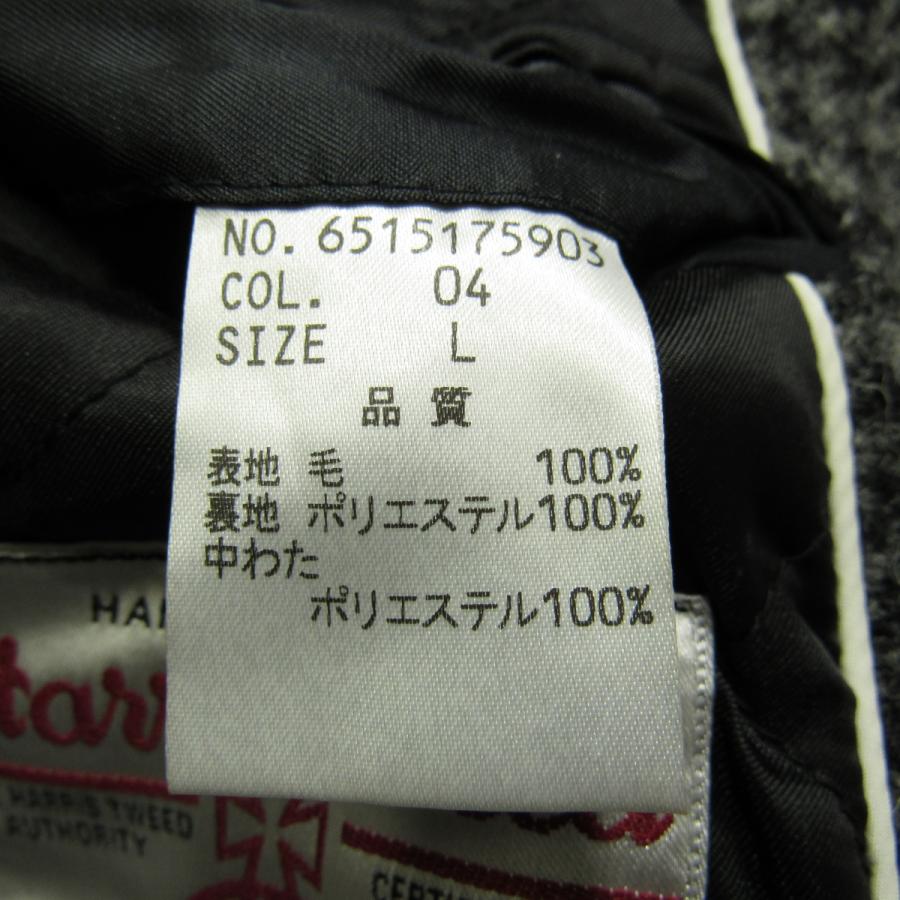 NO. 6515175903
COL. 04
SIZE L
品質
表地 毛 100%
裏地 ポリエステル100%
中わた
ポリエステル100%
HARRIS TWEED
AUTHORITY